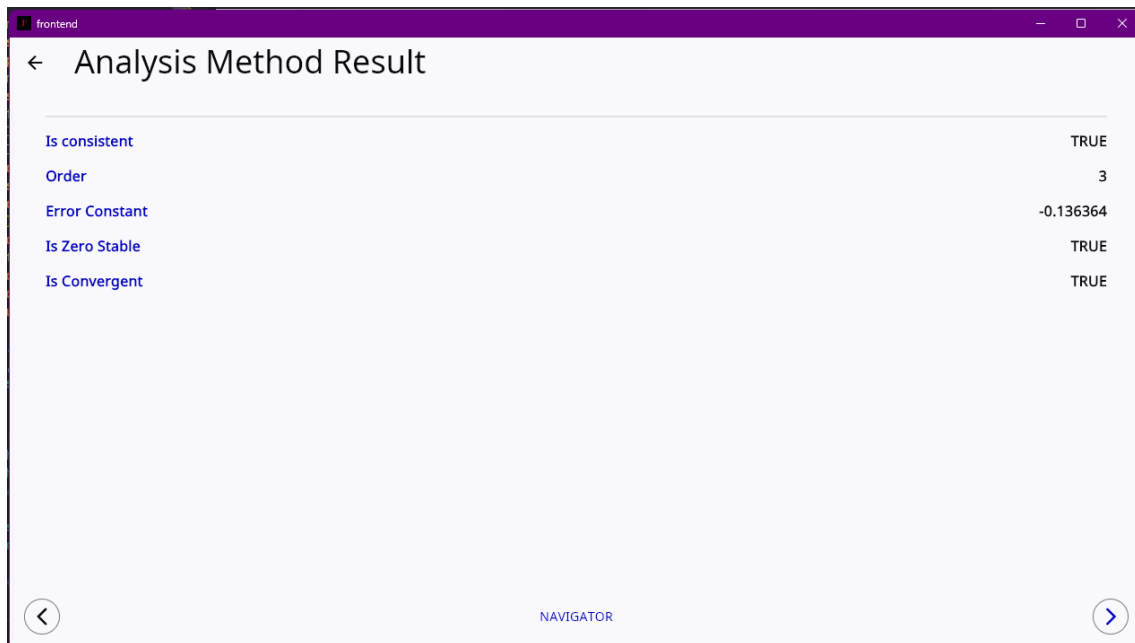 frontend
Analysis Method Result
Is consistent TRUE
Order 3
Error Constant -0.136364
Is Zero Stable TRUE
Is Convergent TRUE
NAVIGATOR